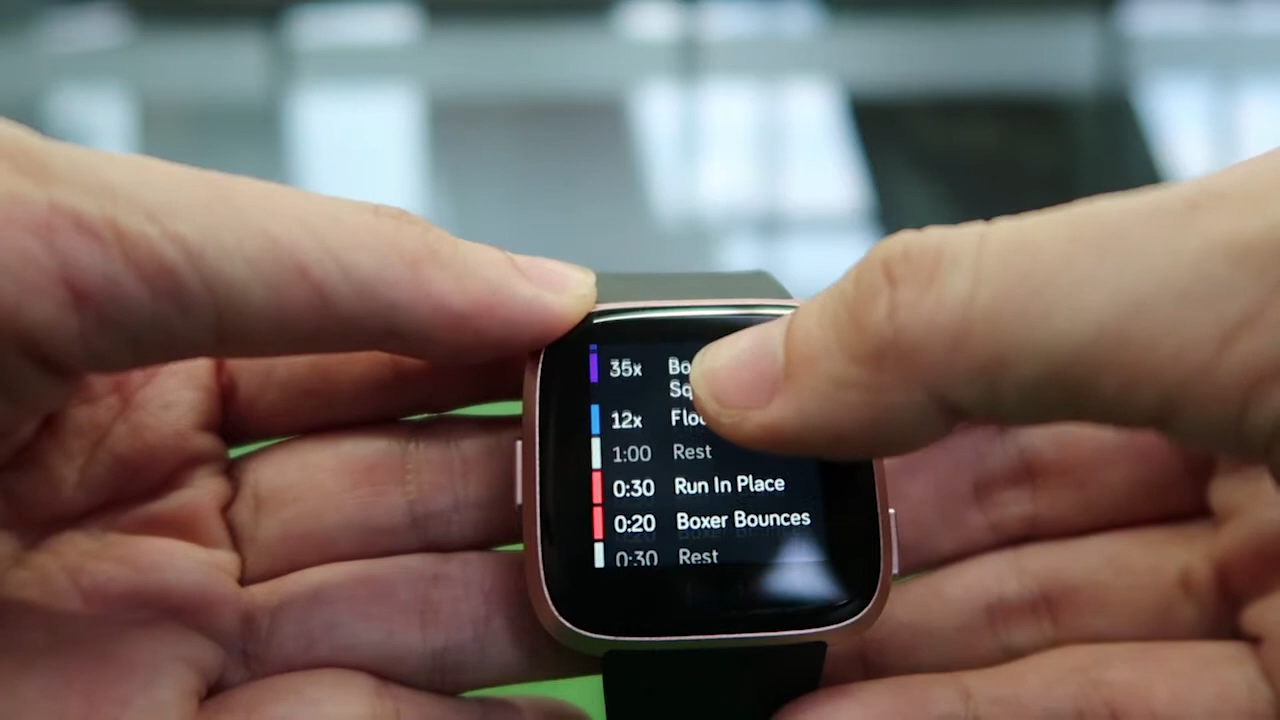 35x
12x
1:00 Rest
0:30 Run In Place
0:20 Boxer Bounces
0:30 Rest